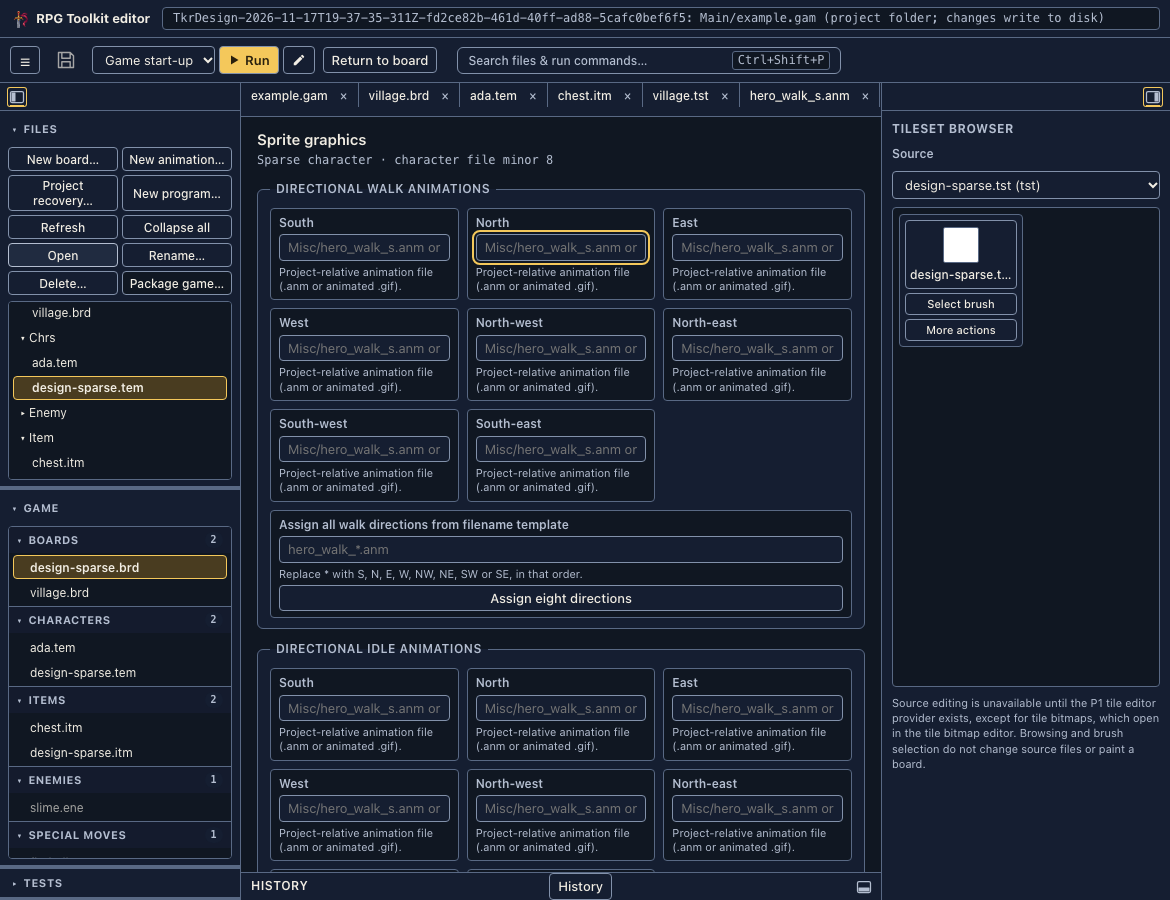 RPG Toolkit editor
TkrDesign-2026-11-17T19-37-35-311Z-fd2ce82b-461d-40ff-ad88-5cafc0bef6f5: Main/example.gam (project folder; changes write to disk)
Game start-up
Run
Return to board
Search files & run commands...
Ctrl+Shift+P
FILES
New board...
New animation...
Project recovery...
New program...
Refresh
Collapse all
Open
Rename...
Delete...
Package game...
village.brd
Chrs
ada.tem
design-sparse.tem
Enemy
Item
chest.itm
GAME
BOARDS 2
design-sparse.brd
village.brd
CHARACTERS 2
ada.tem
design-sparse.tem
ITEMS 2
chest.itm
design-sparse.itm
ENEMIES 1
slime.ene
SPECIAL MOVES 1
TESTS
example.gam ×
village.brd ×
ada.tem ×
chest.itm ×
village.tst ×
hero_walk_s.anm ×
Sprite graphics
Sparse character · character file minor 8
DIRECTIONAL WALK ANIMATIONS
South
Misc/hero_walk_s.anm or
Project-relative animation file
(.anm or animated .gif).
North
Misc/hero_walk_s.anm or
Project-relative animation file
(.anm or animated .gif).
East
Misc/hero_walk_s.anm or
Project-relative animation file
(.anm or animated .gif).
West
Misc/hero_walk_s.anm or
Project-relative animation file
(.anm or animated .gif).
North-west
Misc/hero_walk_s.anm or
Project-relative animation file
(.anm or animated .gif).
North-east
Misc/hero_walk_s.anm or
Project-relative animation file
(.anm or animated .gif).
South-west
Misc/hero_walk_s.anm or
Project-relative animation file
(.anm or animated .gif).
South-east
Misc/hero_walk_s.anm or
Project-relative animation file
(.anm or animated .gif).
Assign all walk directions from filename template
hero_walk_*.anm
Replace * with S, N, E, W, NW, NE, SW or SE, in that order.
Assign eight directions
DIRECTIONAL IDLE ANIMATIONS
South
Misc/hero_walk_s.anm or
Project-relative animation file
(.anm or animated .gif).
North
Misc/hero_walk_s.anm or
Project-relative animation file
(.anm or animated .gif).
East
Misc/hero_walk_s.anm or
Project-relative animation file
(.anm or animated .gif).
West
Misc/hero_walk_s.anm or
Project-relative animation file
(.anm or animated .gif).
North-west
Misc/hero_walk_s.anm or
Project-relative animation file
(.anm or animated .gif).
North-east
Misc/hero_walk_s.anm or
Project-relative animation file
(.anm or animated .gif).
HISTORY
History
TILESET BROWSER
Source
design-sparse.tst (tst)
design-sparse.t...
Select brush
More actions
Source editing is unavailable until the P1 tile editor
provider exists, except for tile bitmaps, which open
in the tile bitmap editor. Browsing and brush
selection do not change source files or paint a
board.